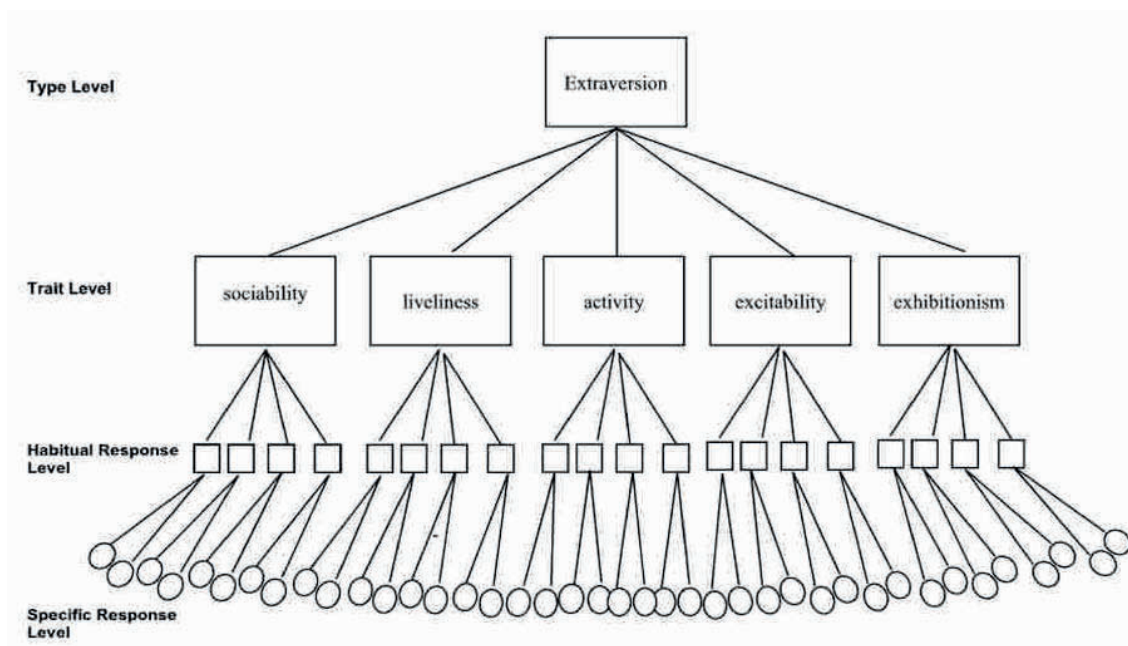 Type Level
Extraversion
Trait Level
sociability
liveliness
activity
excitability
exhibitionism
Habitual Response
Level
Specific Response
Level